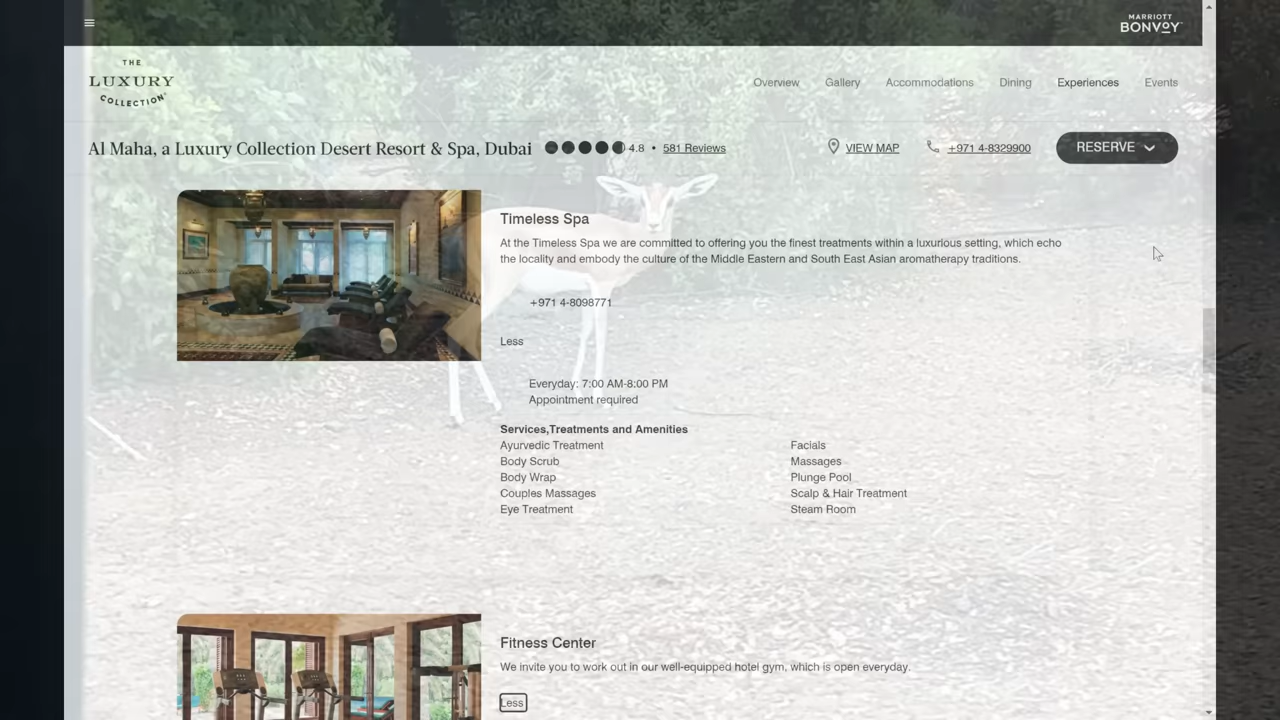 MARRIOTT
BONVOY
THE
LUXURY
COLLECTION
Overview Gallery Accommodations Dining Experiences Events
Al Maha, a Luxury Collection Desert Resort & Spa, Dubai 4.8 • 581 Reviews VIEW MAP +971 4-8329900 RESERVE
Timeless Spa
At the Timeless Spa we are committed to offering you the finest treatments within a luxurious setting, which echo
the locality and embody the culture of the Middle Eastern and South East Asian aromatherapy traditions.
+971 4-8098771
Less
Everyday: 7:00 AM-8:00 PM
Appointment required
Services,Treatments and Amenities
Ayurvedic Treatment Facials
Body Scrub Massages
Body Wrap Plunge Pool
Couples Massages Scalp & Hair Treatment
Eye Treatment Steam Room
Fitness Center
We invite you to work out in our well-equipped hotel gym, which is open everyday.
Less